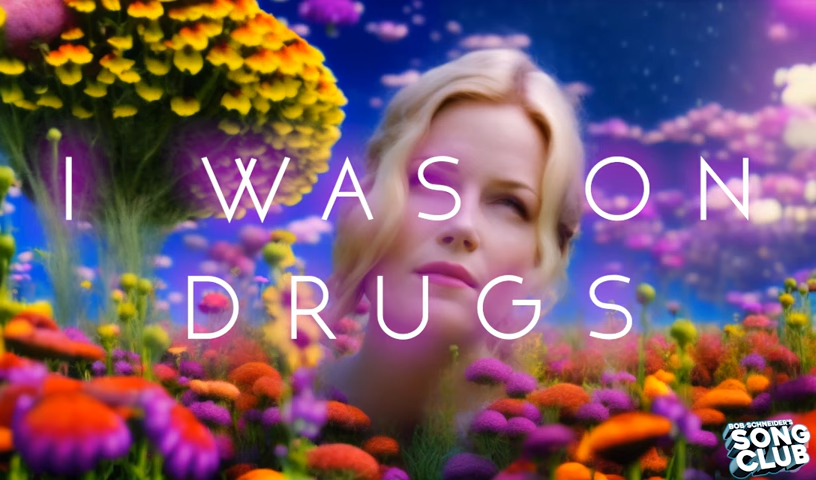 I WAS ON
DRUGS
BOB SCHNEIDER'S
SONG
CLUB